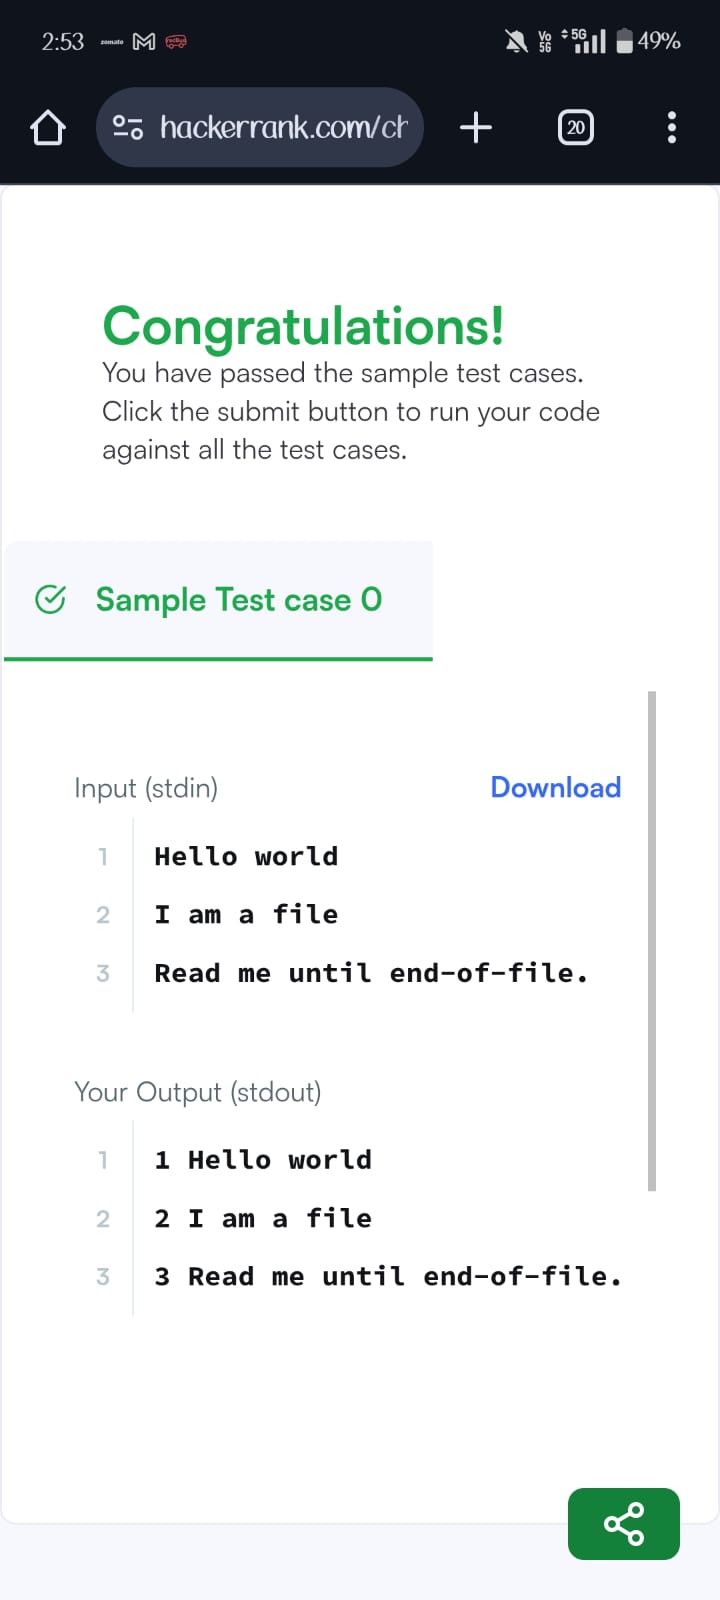 2:53 zomato M redBus Vo 5G 5G 49%
hackerrank.com/ch 20
Congratulations!
You have passed the sample test cases.
Click the submit button to run your code
against all the test cases.
Sample Test case 0
Input (stdin) Download
1 Hello world
2 I am a file
3 Read me until end-of-file.
Your Output (stdout)
1 1 Hello world
2 2 I am a file
3 3 Read me until end-of-file.